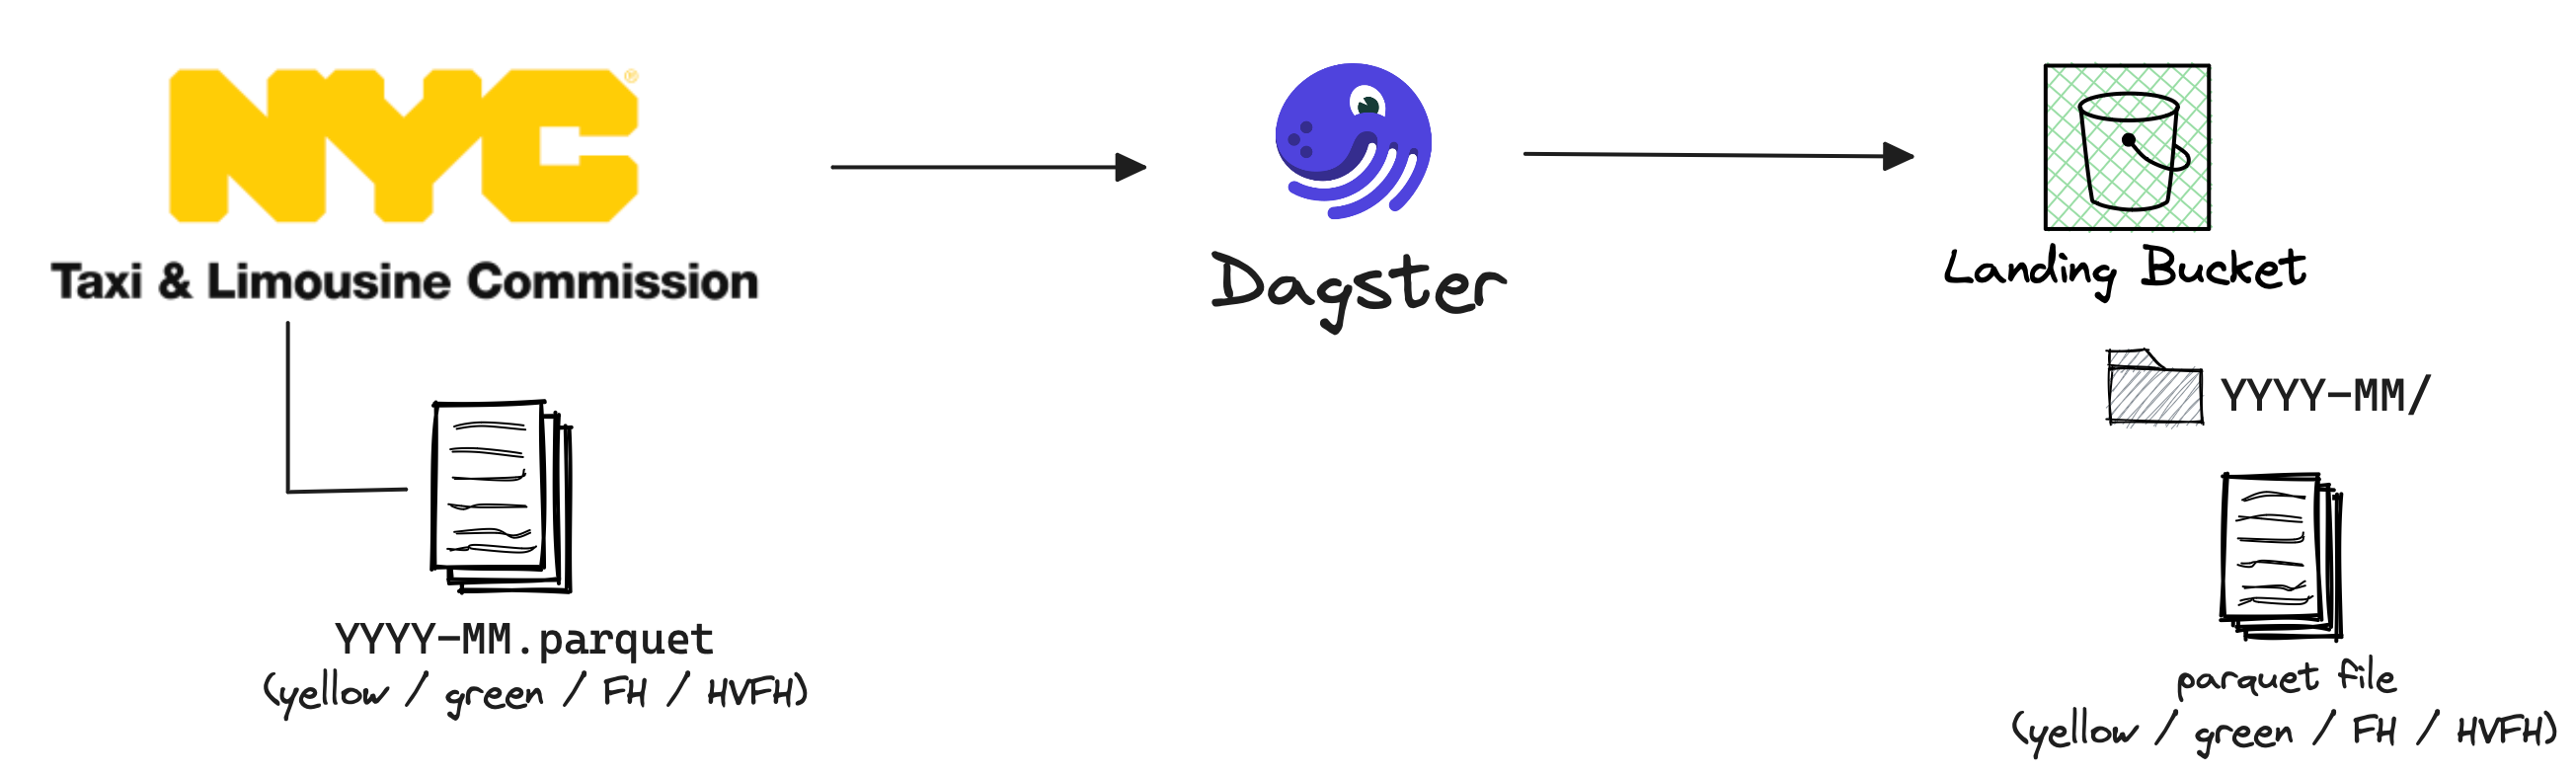 NYC®
Taxi & Limousine Commission
Dagster
Landing Bucket
YYYY-MM/
YYYY-MM.parquet
(yellow / green / FH / HVFH)
parquet file
(yellow / green / FH / HVFH)